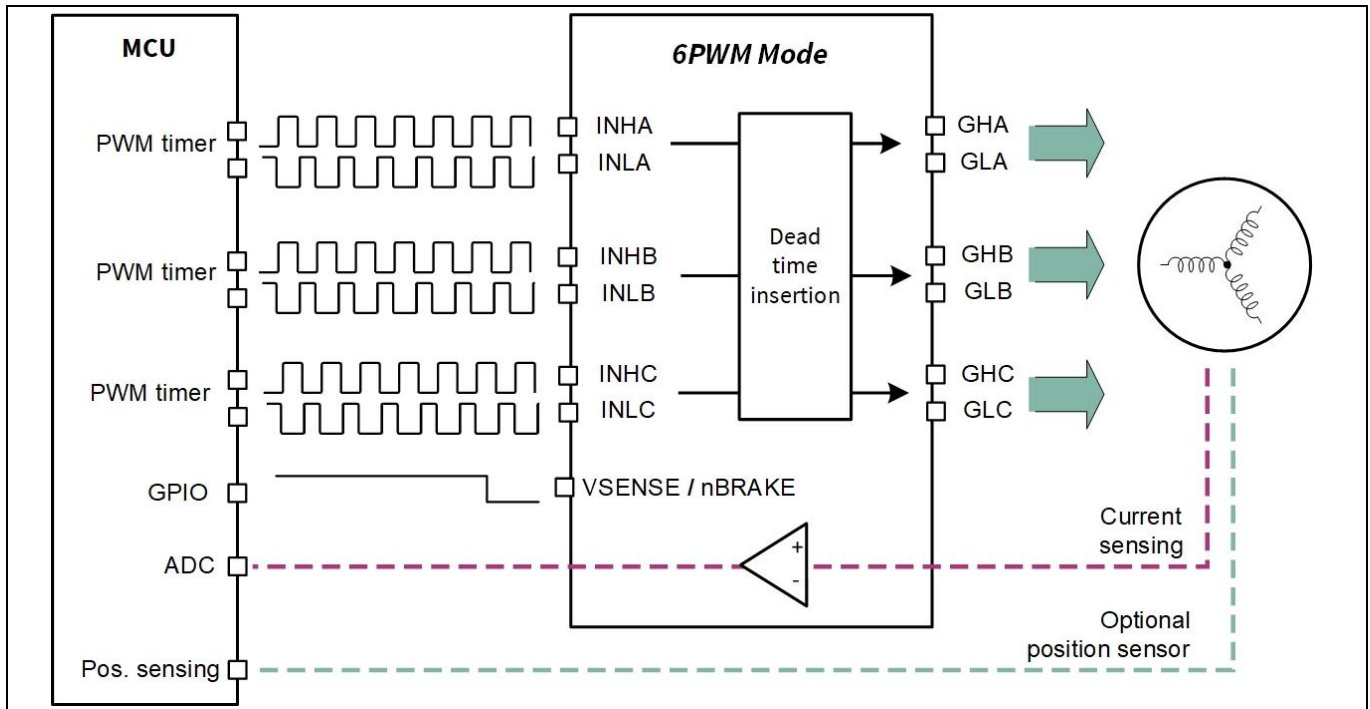 MCU
6PWM Mode
PWM timer
INHA
INLA
GHA
GLA
PWM timer
INHB
INLB
Dead
time
insertion
GHB
GLB
PWM timer
INHC
INLC
GHC
GLC
GPIO
VSENSE / nBRAKE
ADC
+
-
Current
sensing
Pos. sensing
Optional
position sensor